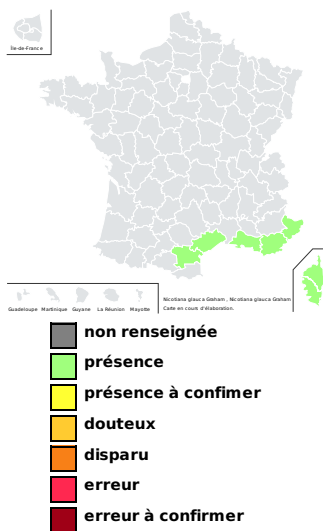 Île-de-France
Guadeloupe Martinique Guyane La Réunion Mayotte
Nicotiana glauca Graham , Nicotiana glauca Graham
Carte en cours d'élaboration.
non renseignée
présence
présence à confimer
douteux
disparu
erreur
erreur à confirmer